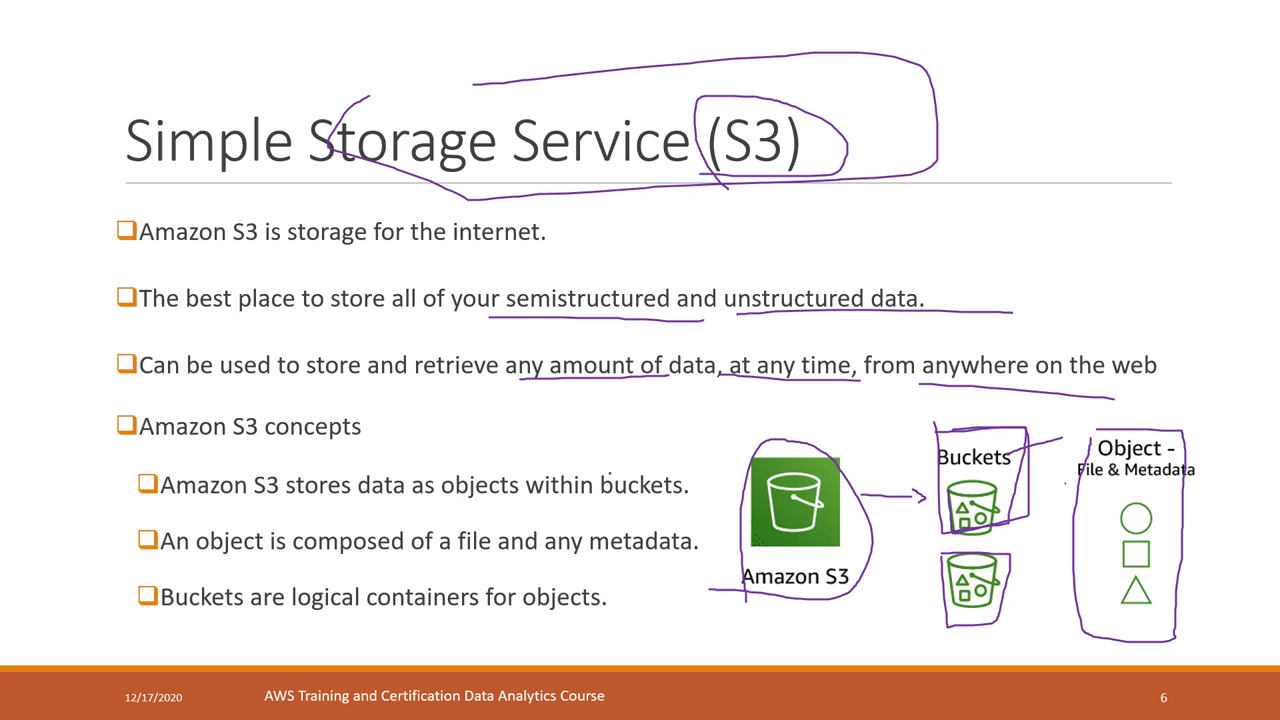 Simple Storage Service (S3)
Amazon S3 is storage for the internet.
The best place to store all of your semistructured and unstructured data.
Can be used to store and retrieve any amount of data, at any time, from anywhere on the web
Amazon S3 concepts
Amazon S3 stores data as objects within buckets.
An object is composed of a file and any metadata.
Buckets are logical containers for objects.
Amazon S3
Buckets
Object -
File & Metadata
12/17/2020
AWS Training and Certification Data Analytics Course
6